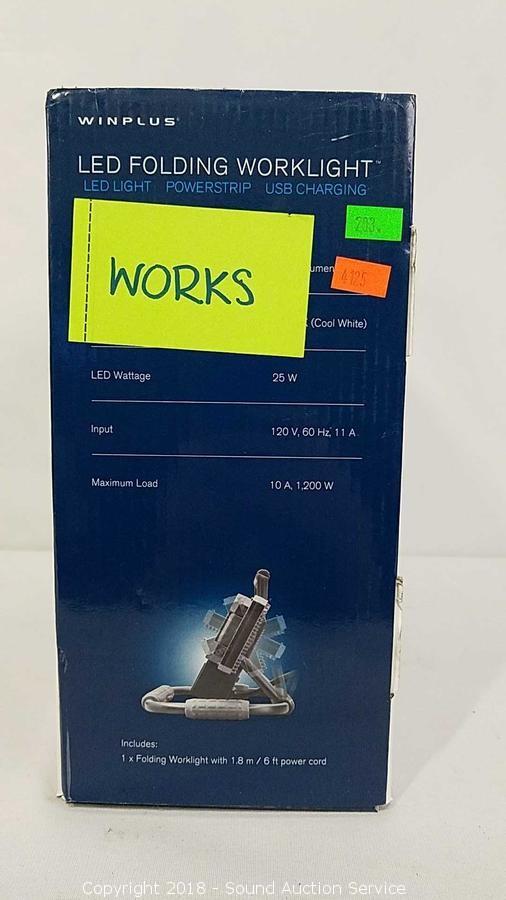 WINPLUS
LED FOLDING WORKLIGHT™
LED LIGHT POWERSTRIP USB CHARGING
203.
WORKS
4125
(Cool White)
LED Wattage 25 W
Input 120 V, 60 Hz, 11 A
Maximum Load 10 A, 1,200 W
Includes:
1 x Folding Worklight with 1.8 m / 6 ft power cord
Copyright 2018 - Sound Auction Service